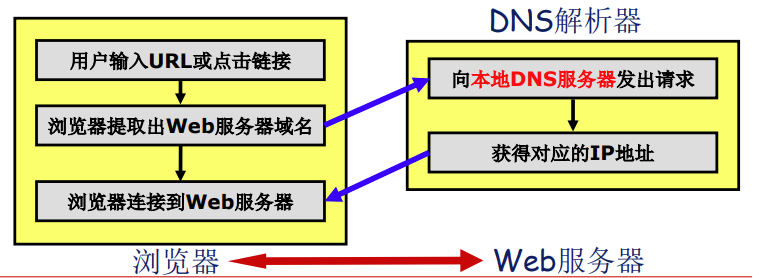 DNS解析器
用户输入URL或点击链接
浏览器提取出Web服务器域名
浏览器连接到Web服务器
向本地DNS服务器发出请求
获得对应的IP地址
浏览器
Web服务器